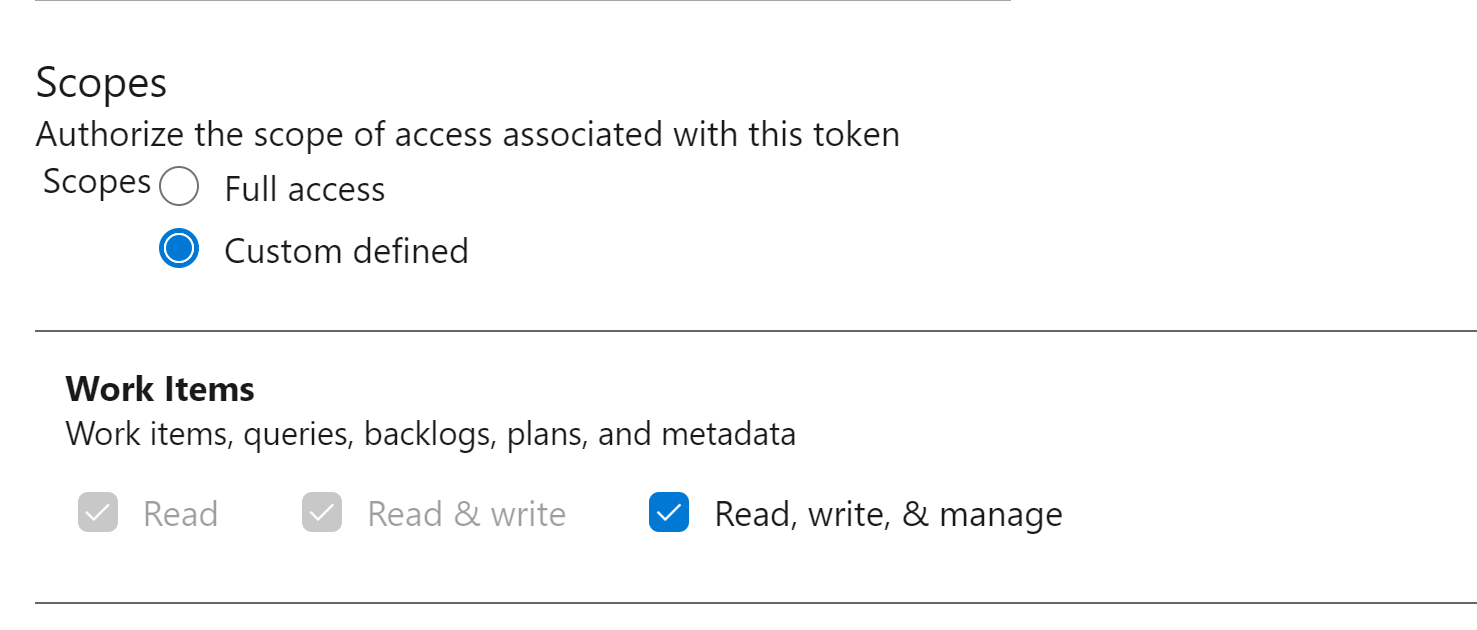 Scopes
Authorize the scope of access associated with this token
Scopes Full access
Custom defined
Work Items
Work items, queries, backlogs, plans, and metadata
Read Read & write Read, write, & manage